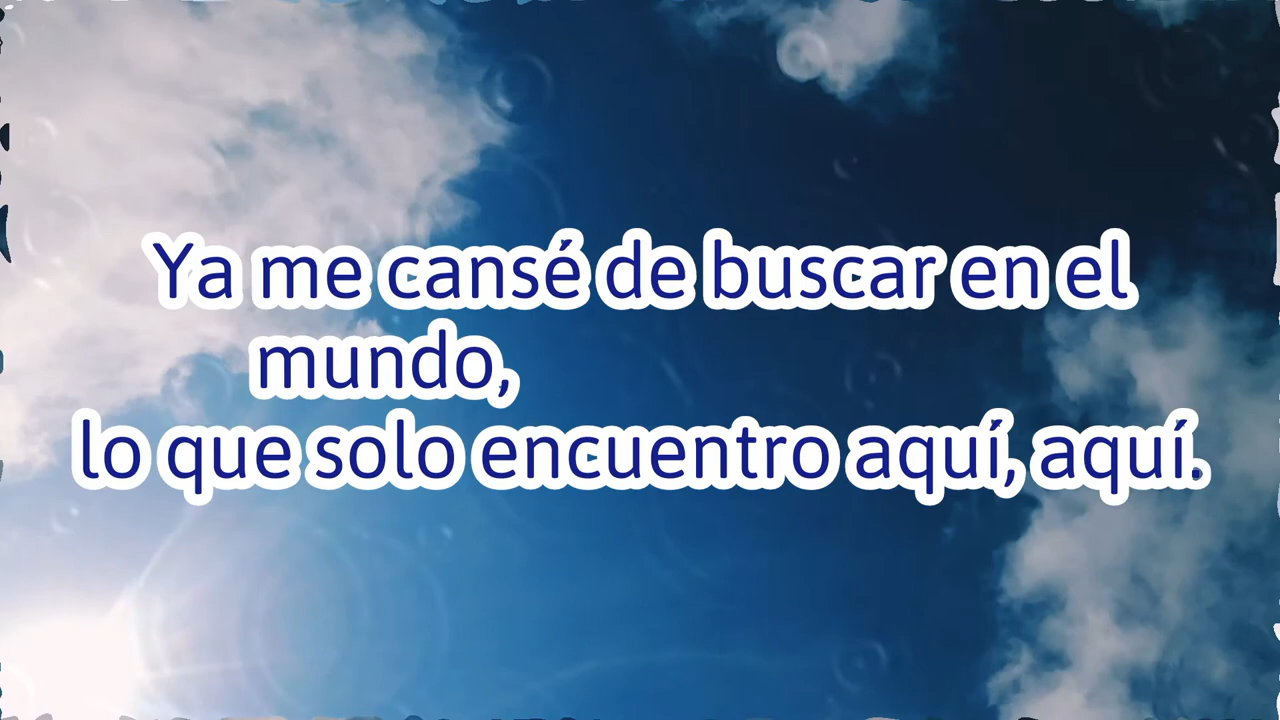 Ya me cansé de buscar en el
mundo,
lo que solo encuentro aquí, aquí.